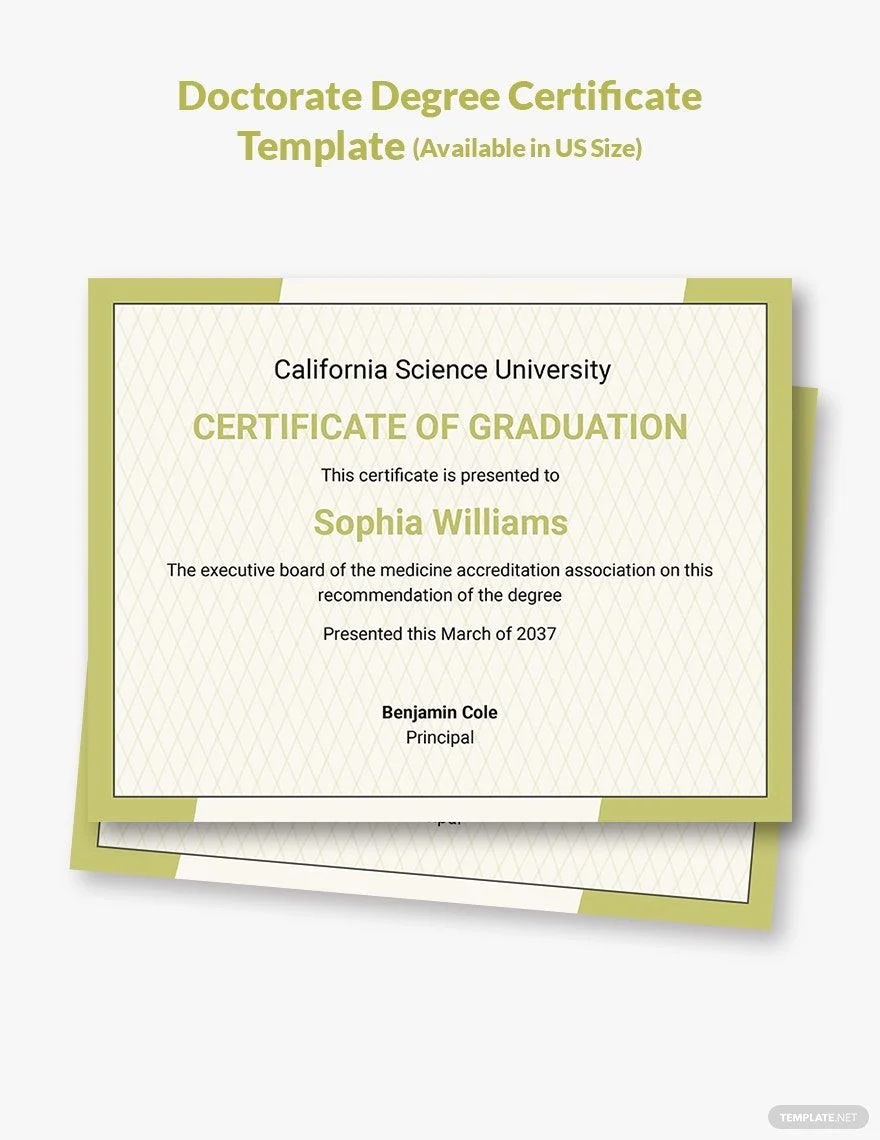 Doctorate Degree Certificate
Template (Available in US Size)
California Science University
CERTIFICATE OF GRADUATION
This certificate is presented to
Sophia Williams
The executive board of the medicine accreditation association on this
recommendation of the degree
Presented this March of 2037
Benjamin Cole
Principal
TEMPLATE.NET